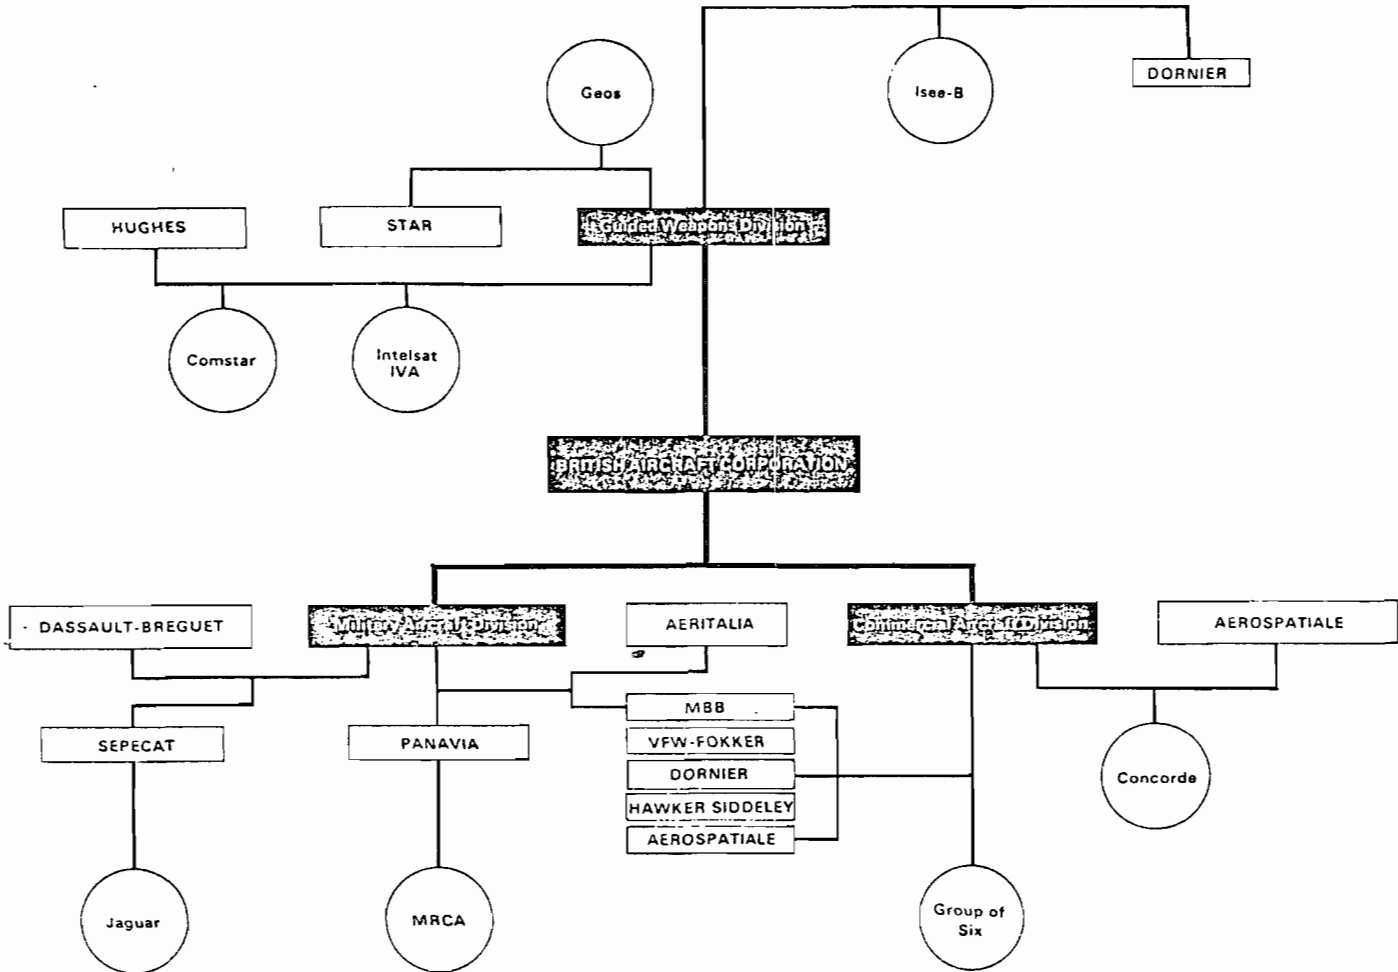 Geos
Isee-B
DORNIER
HUGHES
STAR
Guided Weapons Division
Comstar
Intelsat
IVA
BRITISH AIRCRAFT CORPORATION
DASSAULT-BREGUET
Military Aircraft Division
AERITALIA
Commercial Aircraft Division
AEROSPATIALE
MBB
SEPECAT
PANAVIA
VFW-FOKKER
DORNIER
HAWKER SIDDELEY
AEROSPATIALE
Concorde
Jaguar
MRCA
Group of
Six